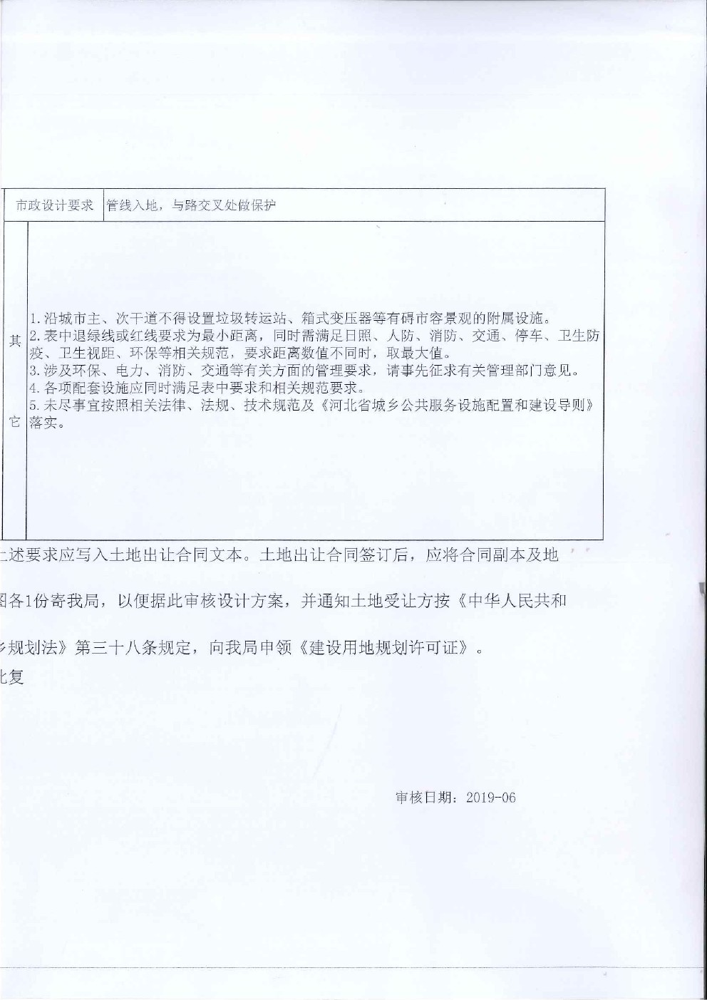 市政设计要求 管线入地，与路交叉处做保护
其它
1.沿城市主、次干道不得设置垃圾转运站、箱式变压器等有碍市容景观的附属设施。
2.表中退绿线或红线要求为最小距离，同时需满足日照、人防、消防、交通、停车、卫生防
疫、卫生视距、环保等相关规范，要求距离数值不同时，取最大值。
3.涉及环保、电力、消防、交通等有关方面的管理要求，请事先征求有关管理部门意见。
4.各项配套设施应同时满足表中要求和相关规范要求。
5.未尽事宜按照相关法律、法规、技术规范及《河北省城乡公共服务设施配置和建设导则》
落实。
述要求应写入土地出让合同文本。土地出让合同签订后，应将合同副本及地
图各1份寄我局，以便据此审核设计方案，并通知土地受让方按《中华人民共和
规划法》第三十八条规定，向我局申领《建设用地规划许可证》。
复
审核日期：2019-06